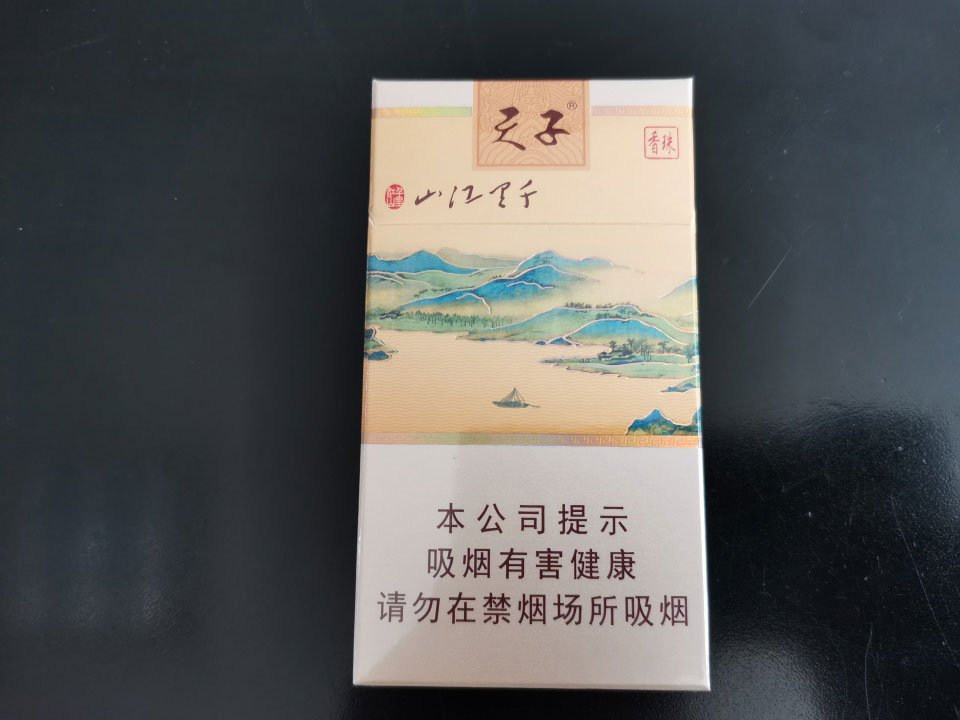 天子®
香珠
山江里千
本公司提示
吸烟有害健康
请勿在禁烟场所吸烟